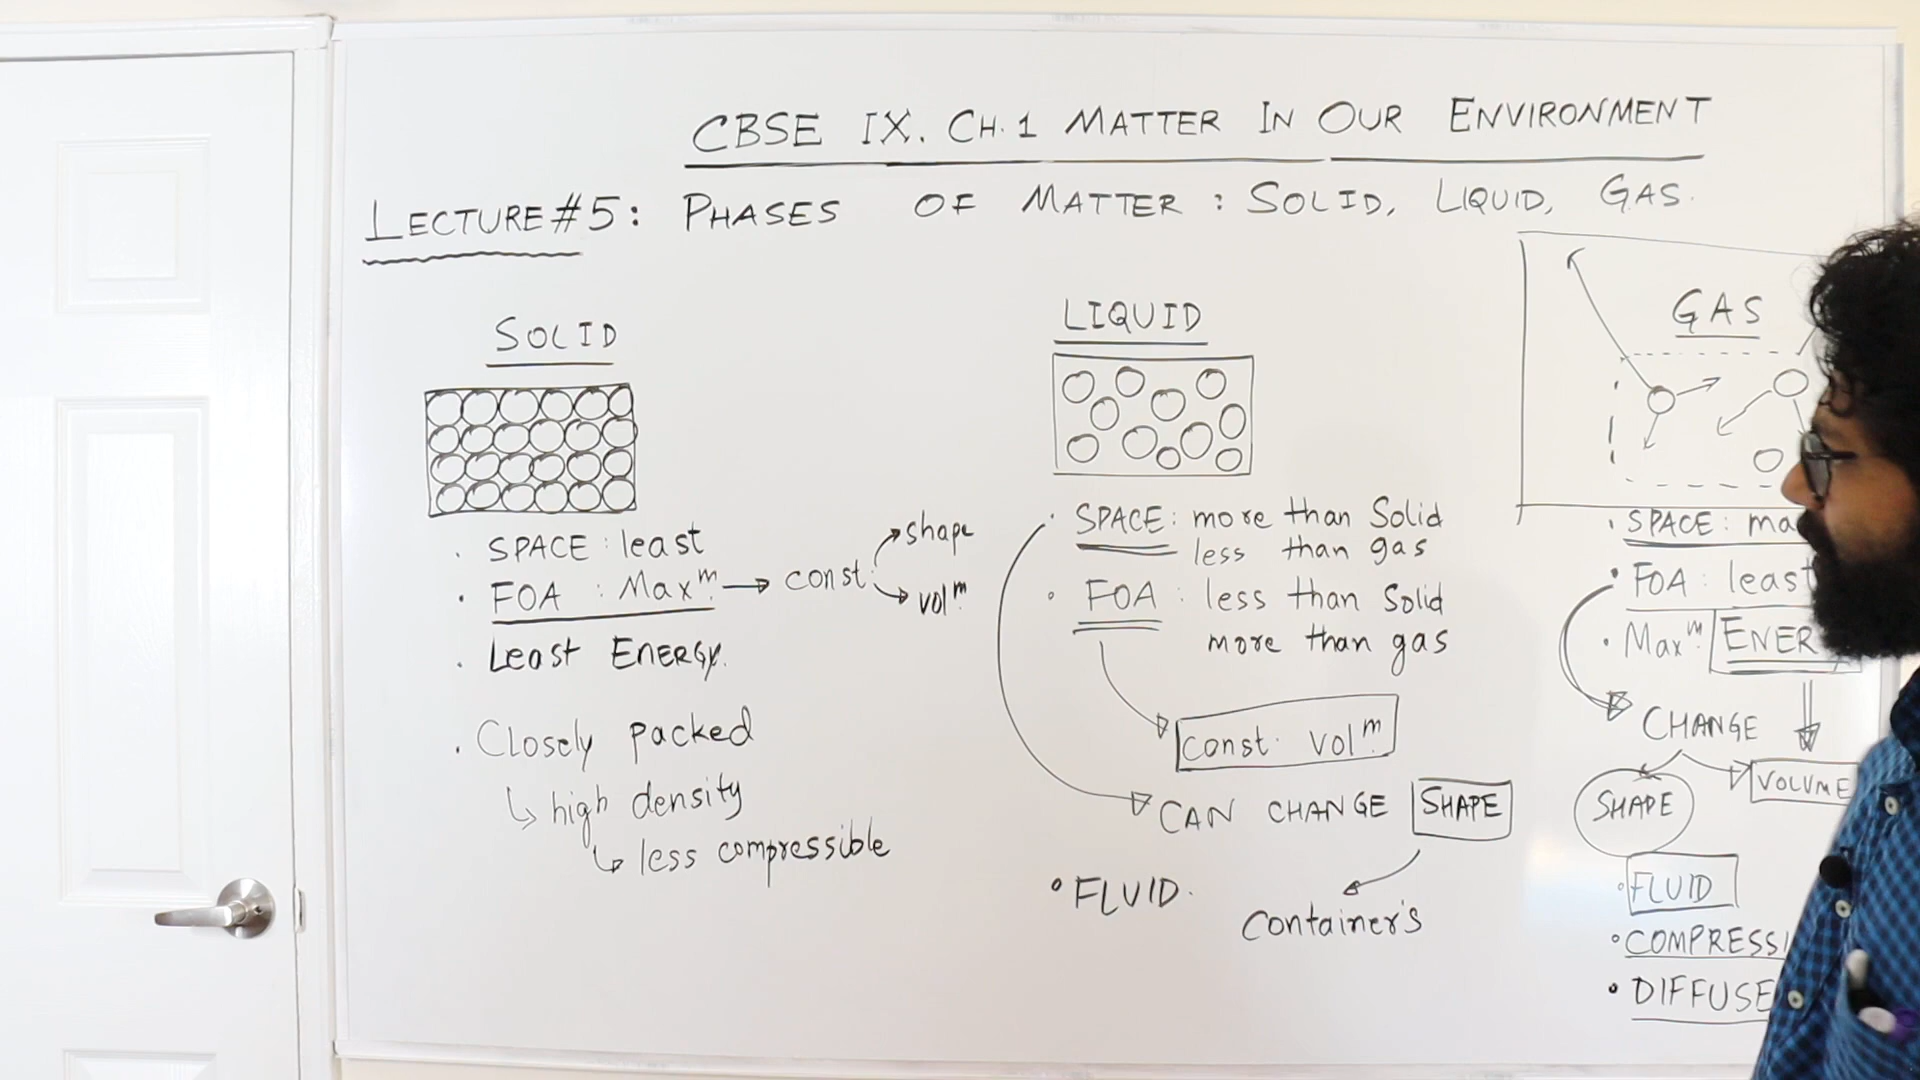 CBSE IX. CH. 1 MATTER IN OUR ENVIRONMENT
LECTURE #5: PHASES OF MATTER : SOLID, LIQUID, GAS.
SOLID
· SPACE : least
· FOA : Maxᵐ. → const. shape
volᵐ.
· LEAST ENERGY.
· Closely packed
↳ high density
↳ less compressible
LIQUID
· SPACE : more than Solid
less than gas
· FOA : less than Solid
more than gas
const. volᵐ.
CAN CHANGE SHAPE
Container's
• FLUID.
GAS
· SPACE :
• FOA : least
• Maxᵐ.
CHANGE
SHAPE
VOLUME
• FLUID
•
• DIFFUSE